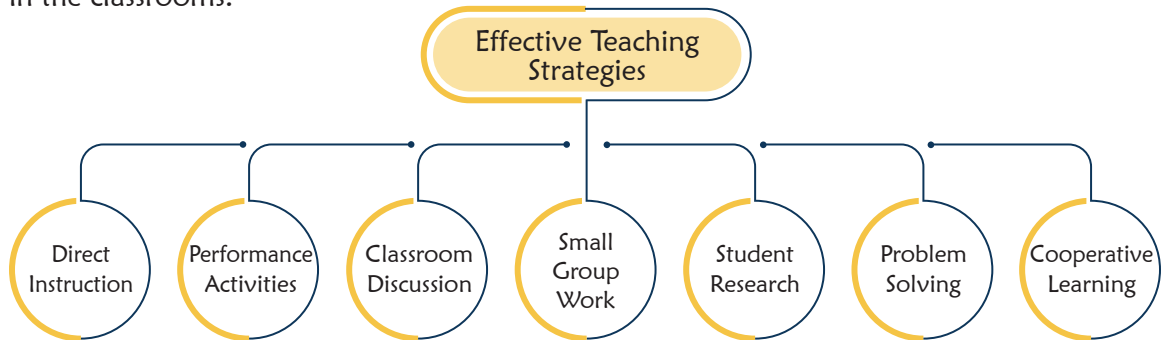 in the classrooms.
Effective Teaching
Strategies
Direct
Instruction
Performance
Activities
Classroom
Discussion
Small
Group
Work
Student
Research
Problem
Solving
Cooperative
Learning